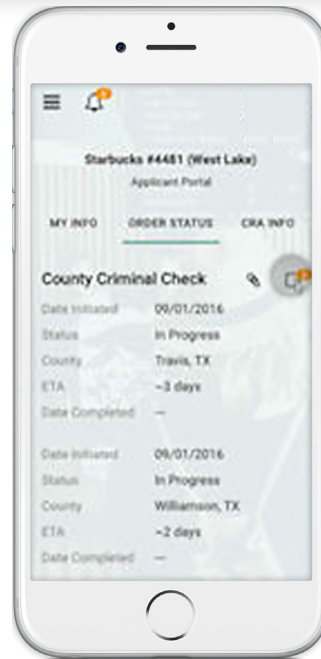 Starbucks #4481 (West Lake)
Applicant Portal
MY INFO ORDER STATUS CRA INFO
County Criminal Check
Date Initiated 09/01/2016
Status In Progress
County Travis, TX
ETA ~3 days
Date Completed —
Date Initiated 09/01/2016
Status In Progress
County Williamson, TX
ETA ~2 days
Date Completed —